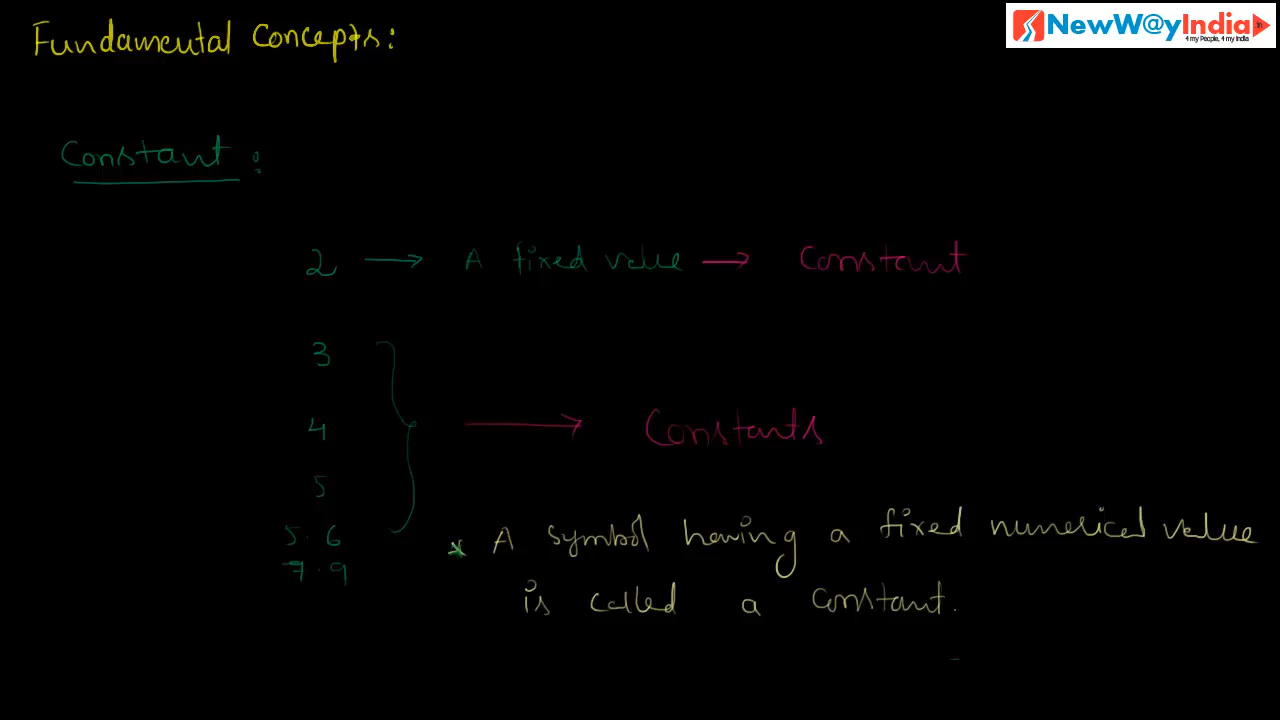 Fundamental Concepts:
NewW@yIndia
4 my People, 4 my India
Constant :
2 → A fixed value → Constant
3
4 → Constants
5
5.6
7.9
* A symbol having a fixed numerical value
is called a constant.